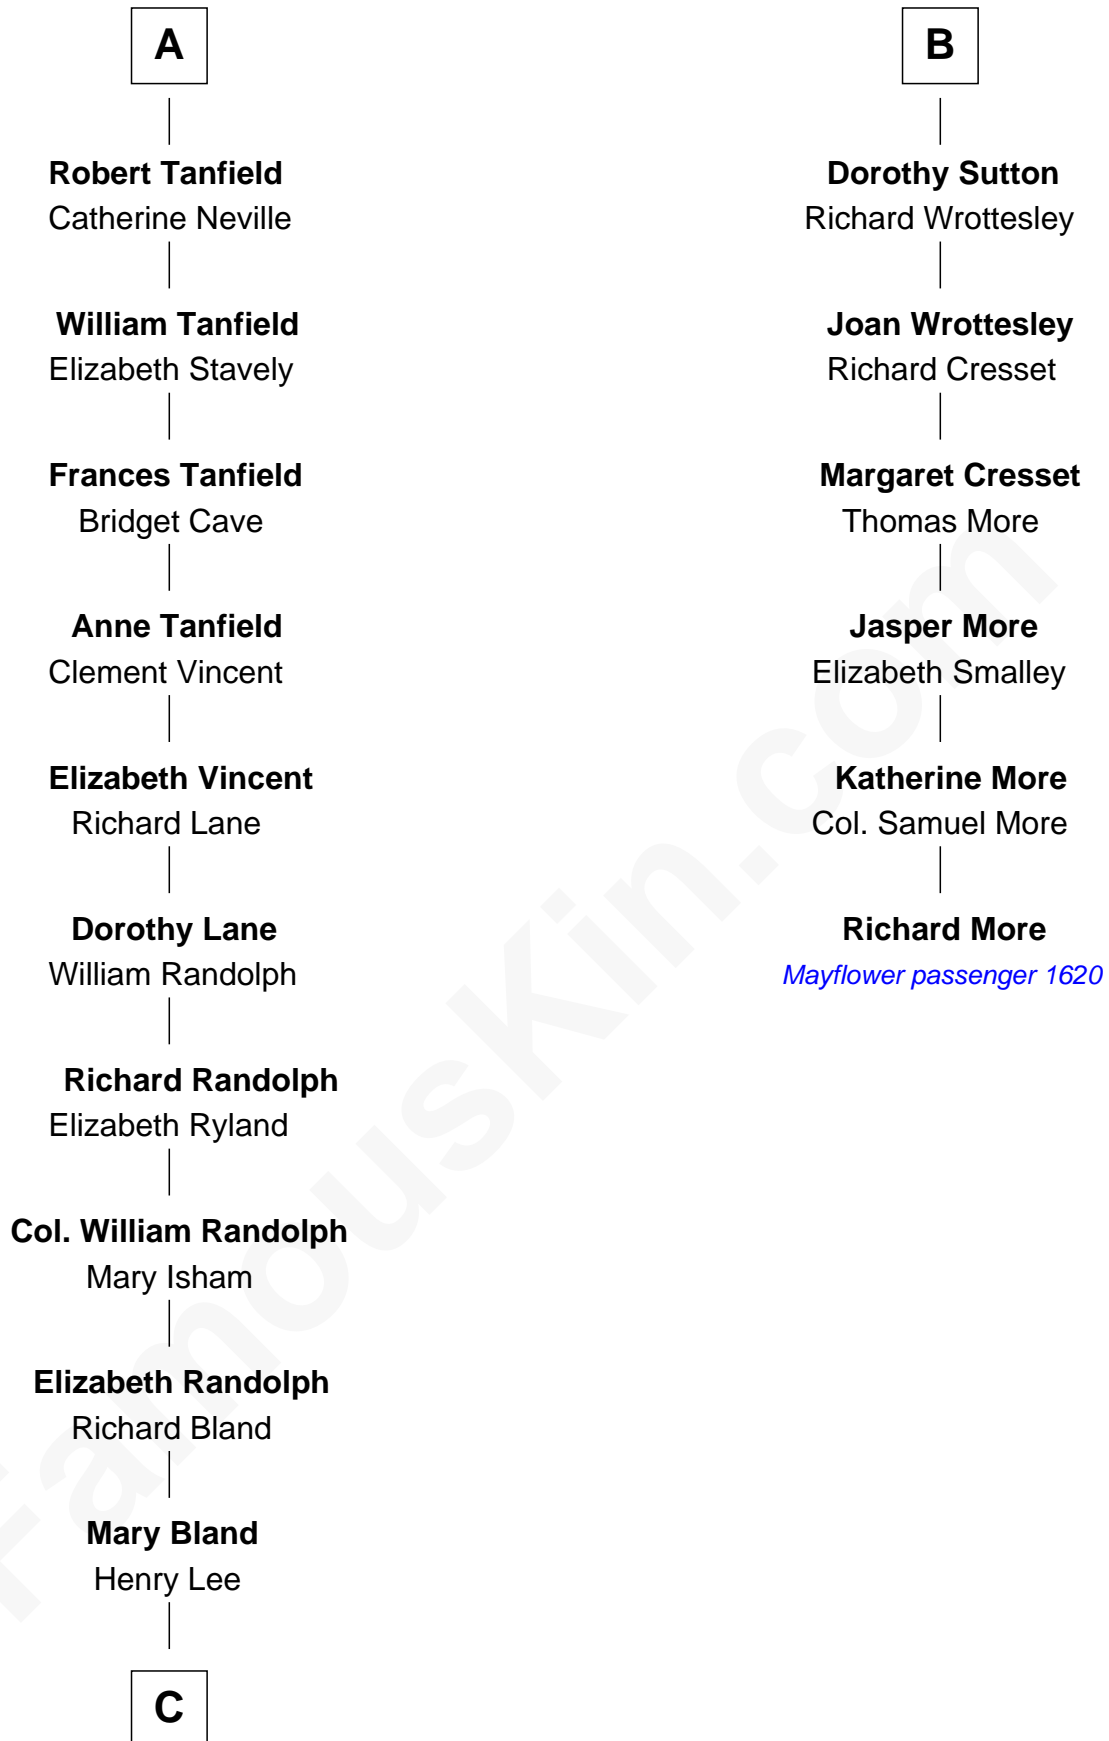 A
Robert Tanfield
Catherine Neville
William Tanfield
Elizabeth Stavely
Frances Tanfield
Bridget Cave
Anne Tanfield
Clement Vincent
Elizabeth Vincent
Richard Lane
Dorothy Lane
William Randolph
Richard Randolph
Elizabeth Ryland
Col. William Randolph
Mary Isham
Elizabeth Randolph
Richard Bland
Mary Bland
Henry Lee
C
B
Dorothy Sutton
Richard Wrottesley
Joan Wrottesley
Richard Cresset
Margaret Cresset
Thomas More
Jasper More
Elizabeth Smalley
Katherine More
Col. Samuel More
Richard More
Mayflower passenger 1620
FamousKin.com